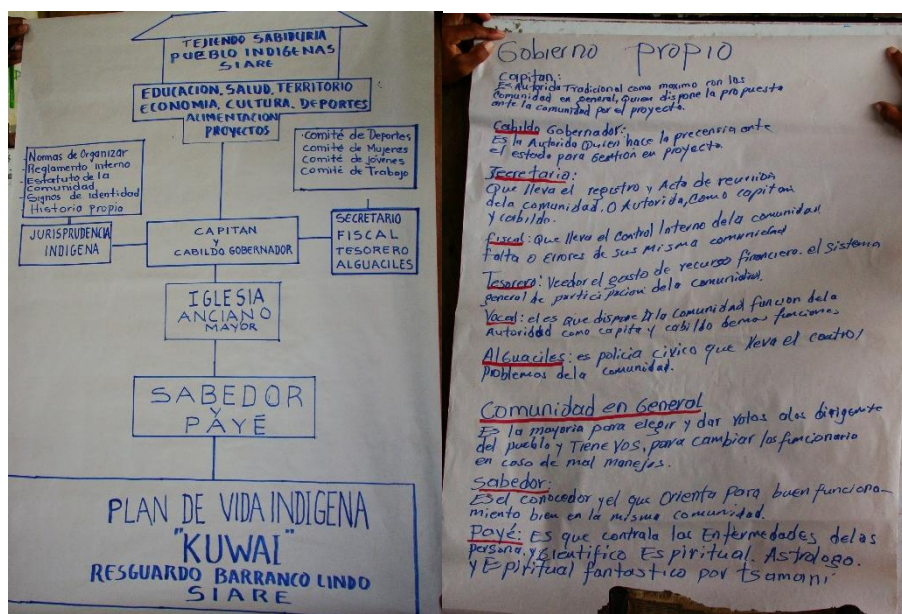 TEJIENDO SABIDURIA
PUEBLO INDIGENAS
SIARE
EDUCACION, SALUD, TERRITORIO
ECONOMIA, CULTURA, DEPORTES
ALIMENTACION
PROYECTOS
-Normas de Organizar
-Reglamento interno
-Estatuto de la
comunidad
-Signos de identidad
Historia propio
Comité de Deportes
Comité de Mujeres
Comité de Jóvenes
Comité de Trabajo
JURISPRUDENCIA
INDIGENA
CAPITAN
Y
CABILDO GOBERNADOR
SECRETARIO
FISCAL
TESORERO
ALGUACILES
IGLESIA
ANCIANO
MAYOR
SABEDOR
Y
PAYÉ
PLAN DE VIDA INDIGENA
"KUWAI"
RESGUARDO BARRANCO LINDO
SIARE
Gobierno propio
Capitan:
Es Autorida Tradicional como maximo con las
comunidad en general, Quien dispone la propuesta
ante la comunidad por el proyecto.
Cabildo Gobernador:
Es la Autorida Quien hace la precencia ante
el estado para Gestion en proyecto
Secretario:
Que lleva el registro y Acta de reunion
dela comunidad. O Autorida, Como capitan
y cabildo.
fiscal: Que lleva el Control Interno dela comunidad
falta o Errores de sus misma comunidad
Tesorero: Veedor el gasto de recurso financiero. el Sistema
general de participacion dela comunidad.
Vocal: el es Que dispone la comunidad funcion dela
Autoridad como capita y cabildo demas funciones
Alguaciles: es policia civico que lleva el control
problemas dela comunidad.
Comunidad en General
Es la mayoria para elegir y dar votos alos dirigente
del pueblo y Tiene Vos, para cambiar los funcionario
en caso de mal manejos.
Sabedor:
Es el conocedor y el que Orienta Para buen funciona-
miento bien en la misma comunidad.
Payé: Es que contrala las Enfermedades delas
persona, y Cientifico Espiritual. Astrologo.
y Espiritual fantastico por tsamani